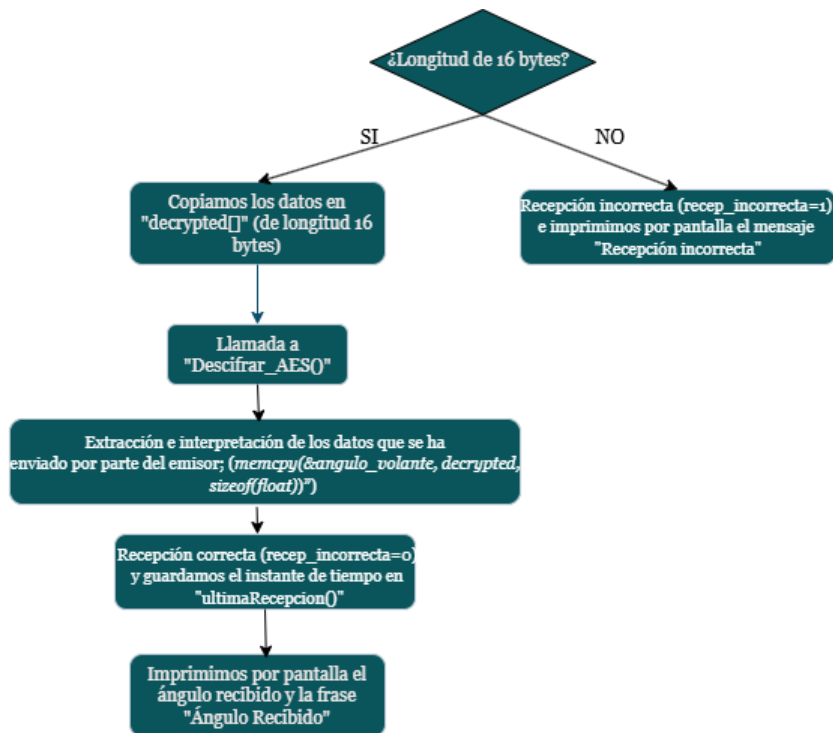 ¿Longitud de 16 bytes?
SI
NO
Copiamos los datos en
"decrypted[]" (de longitud 16
bytes)
Recepción incorrecta (recep_incorrecta=1)
e imprimimos por pantalla el mensaje
"Recepción incorrecta"
Llamada a
"Descifrar_AES()"
Extracción e interpretación de los datos que se ha
enviado por parte del emisor; (memcpy(&angulo_volante, decrypted,
sizeof(float))”)
Recepción correcta (recep_incorrecta=0)
y guardamos el instante de tiempo en
"ultimaRecepcion()"
Imprimimos por pantalla el
ángulo recibido y la frase
"Ángulo Recibido"